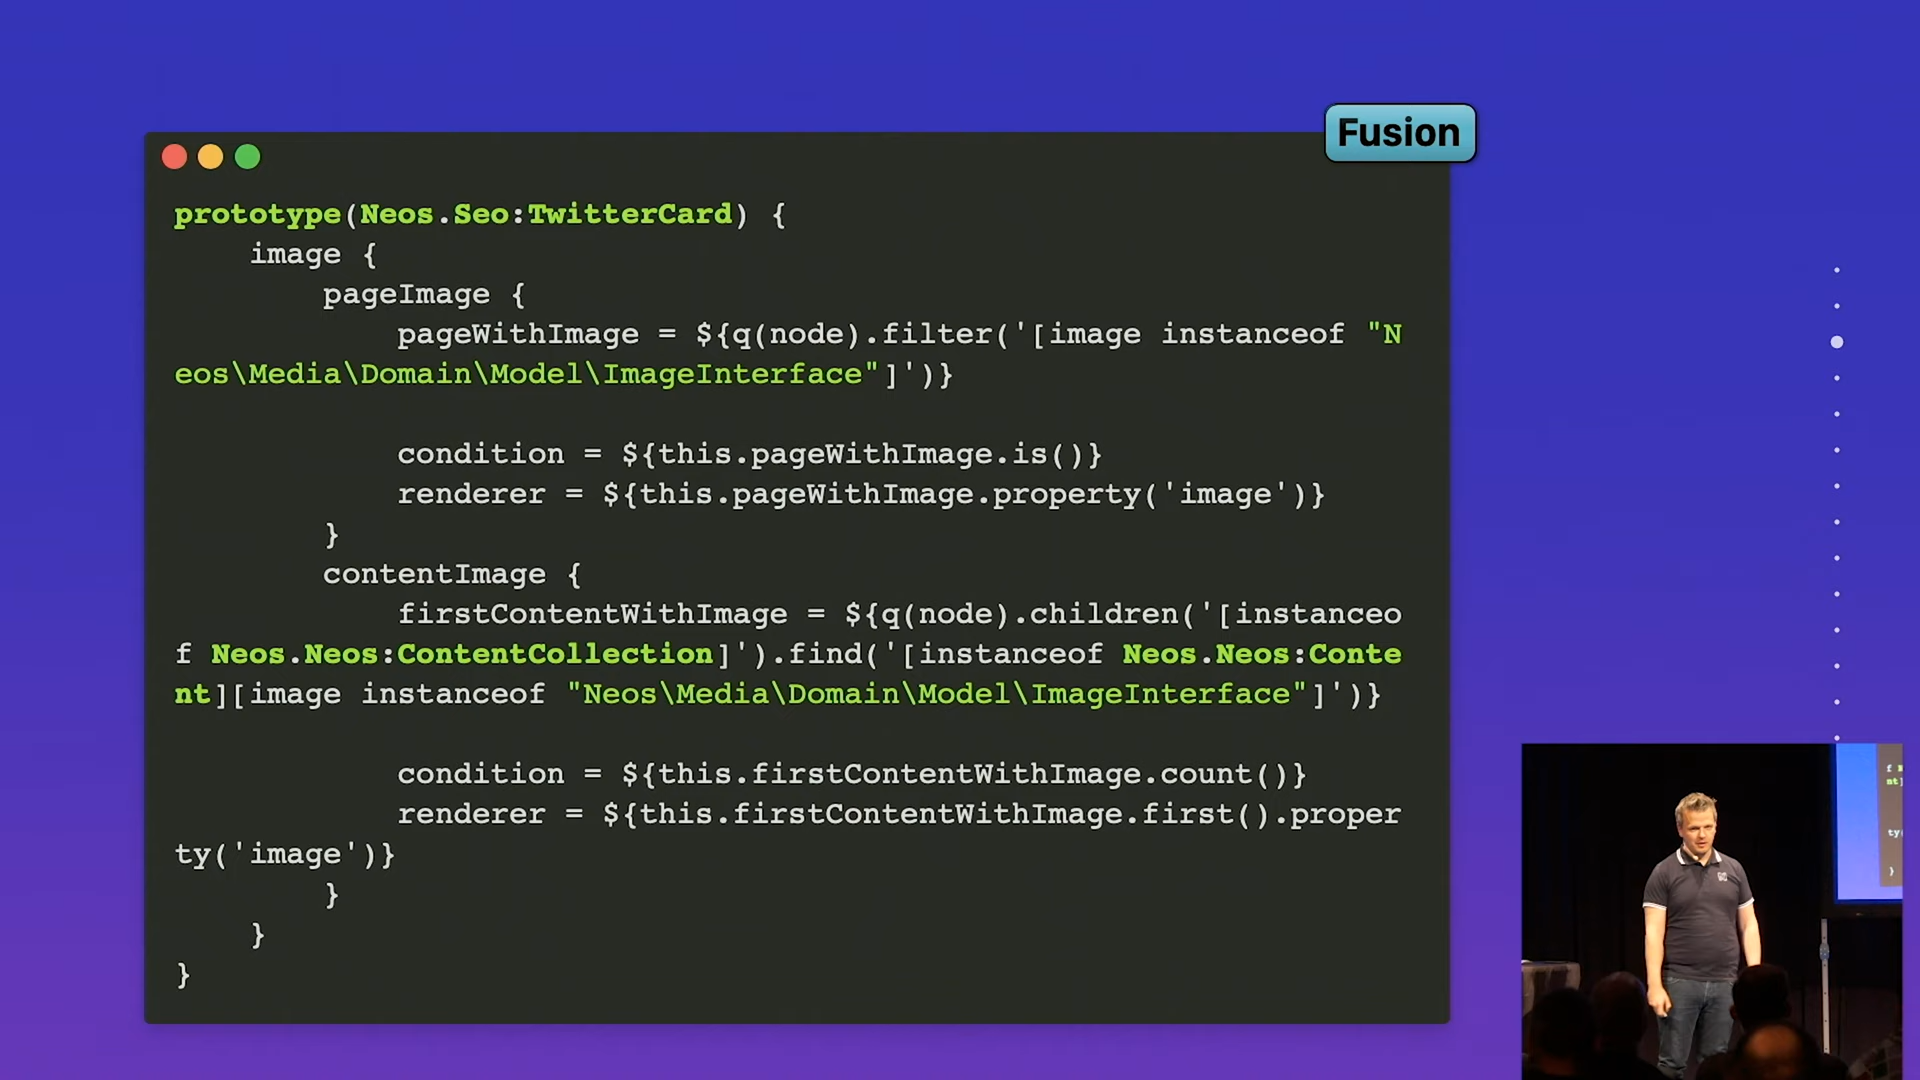 Fusion
prototype(Neos.Seo:TwitterCard) {
    image {
        pageImage {
            pageWithImage = ${q(node).filter('[image instanceof "N
eos\Media\Domain\Model\ImageInterface"]')}

            condition = ${this.pageWithImage.is()}
            renderer = ${this.pageWithImage.property('image')}
        }
        contentImage {
            firstContentWithImage = ${q(node).children('[instanceo
f Neos.Neos:ContentCollection]').find('[instanceof Neos.Neos:Conte
nt][image instanceof "Neos\Media\Domain\Model\ImageInterface"]')}

            condition = ${this.firstContentWithImage.count()}
            renderer = ${this.firstContentWithImage.first().proper
ty('image')}
        }
    }
}